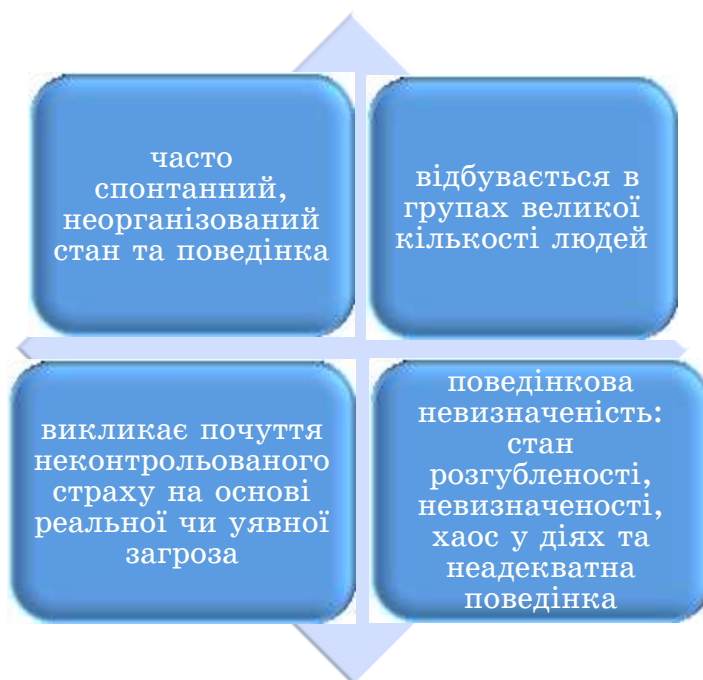 часто
спонтанний,
неорганізований
стан та поведінка
відбувається в
групах великої
кількості людей
викликає почуття
неконтрольованого
страху на основі
реальної чи уявної
загроза
поведінкова
невизначеність:
стан
розгубленості,
невизначеності,
хаос у діях та
неадекватна
поведінка